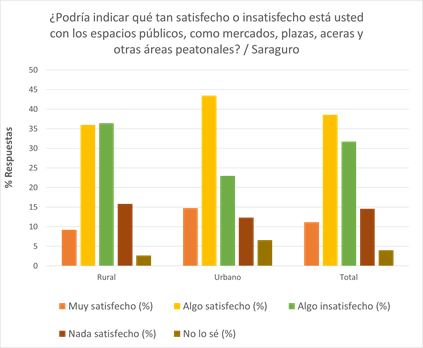 ¿Podría indicar qué tan satisfecho o insatisfecho está usted
con los espacios públicos, como mercados, plazas, aceras y
otras áreas peatonales? / Saraguro
% Respuestas
50
45
40
35
30
25
20
15
10
5
0
Rural Urbano Total
Muy satisfecho (%) Algo satisfecho (%) Algo insatisfecho (%)
Nada satisfecho (%) No lo sé (%)